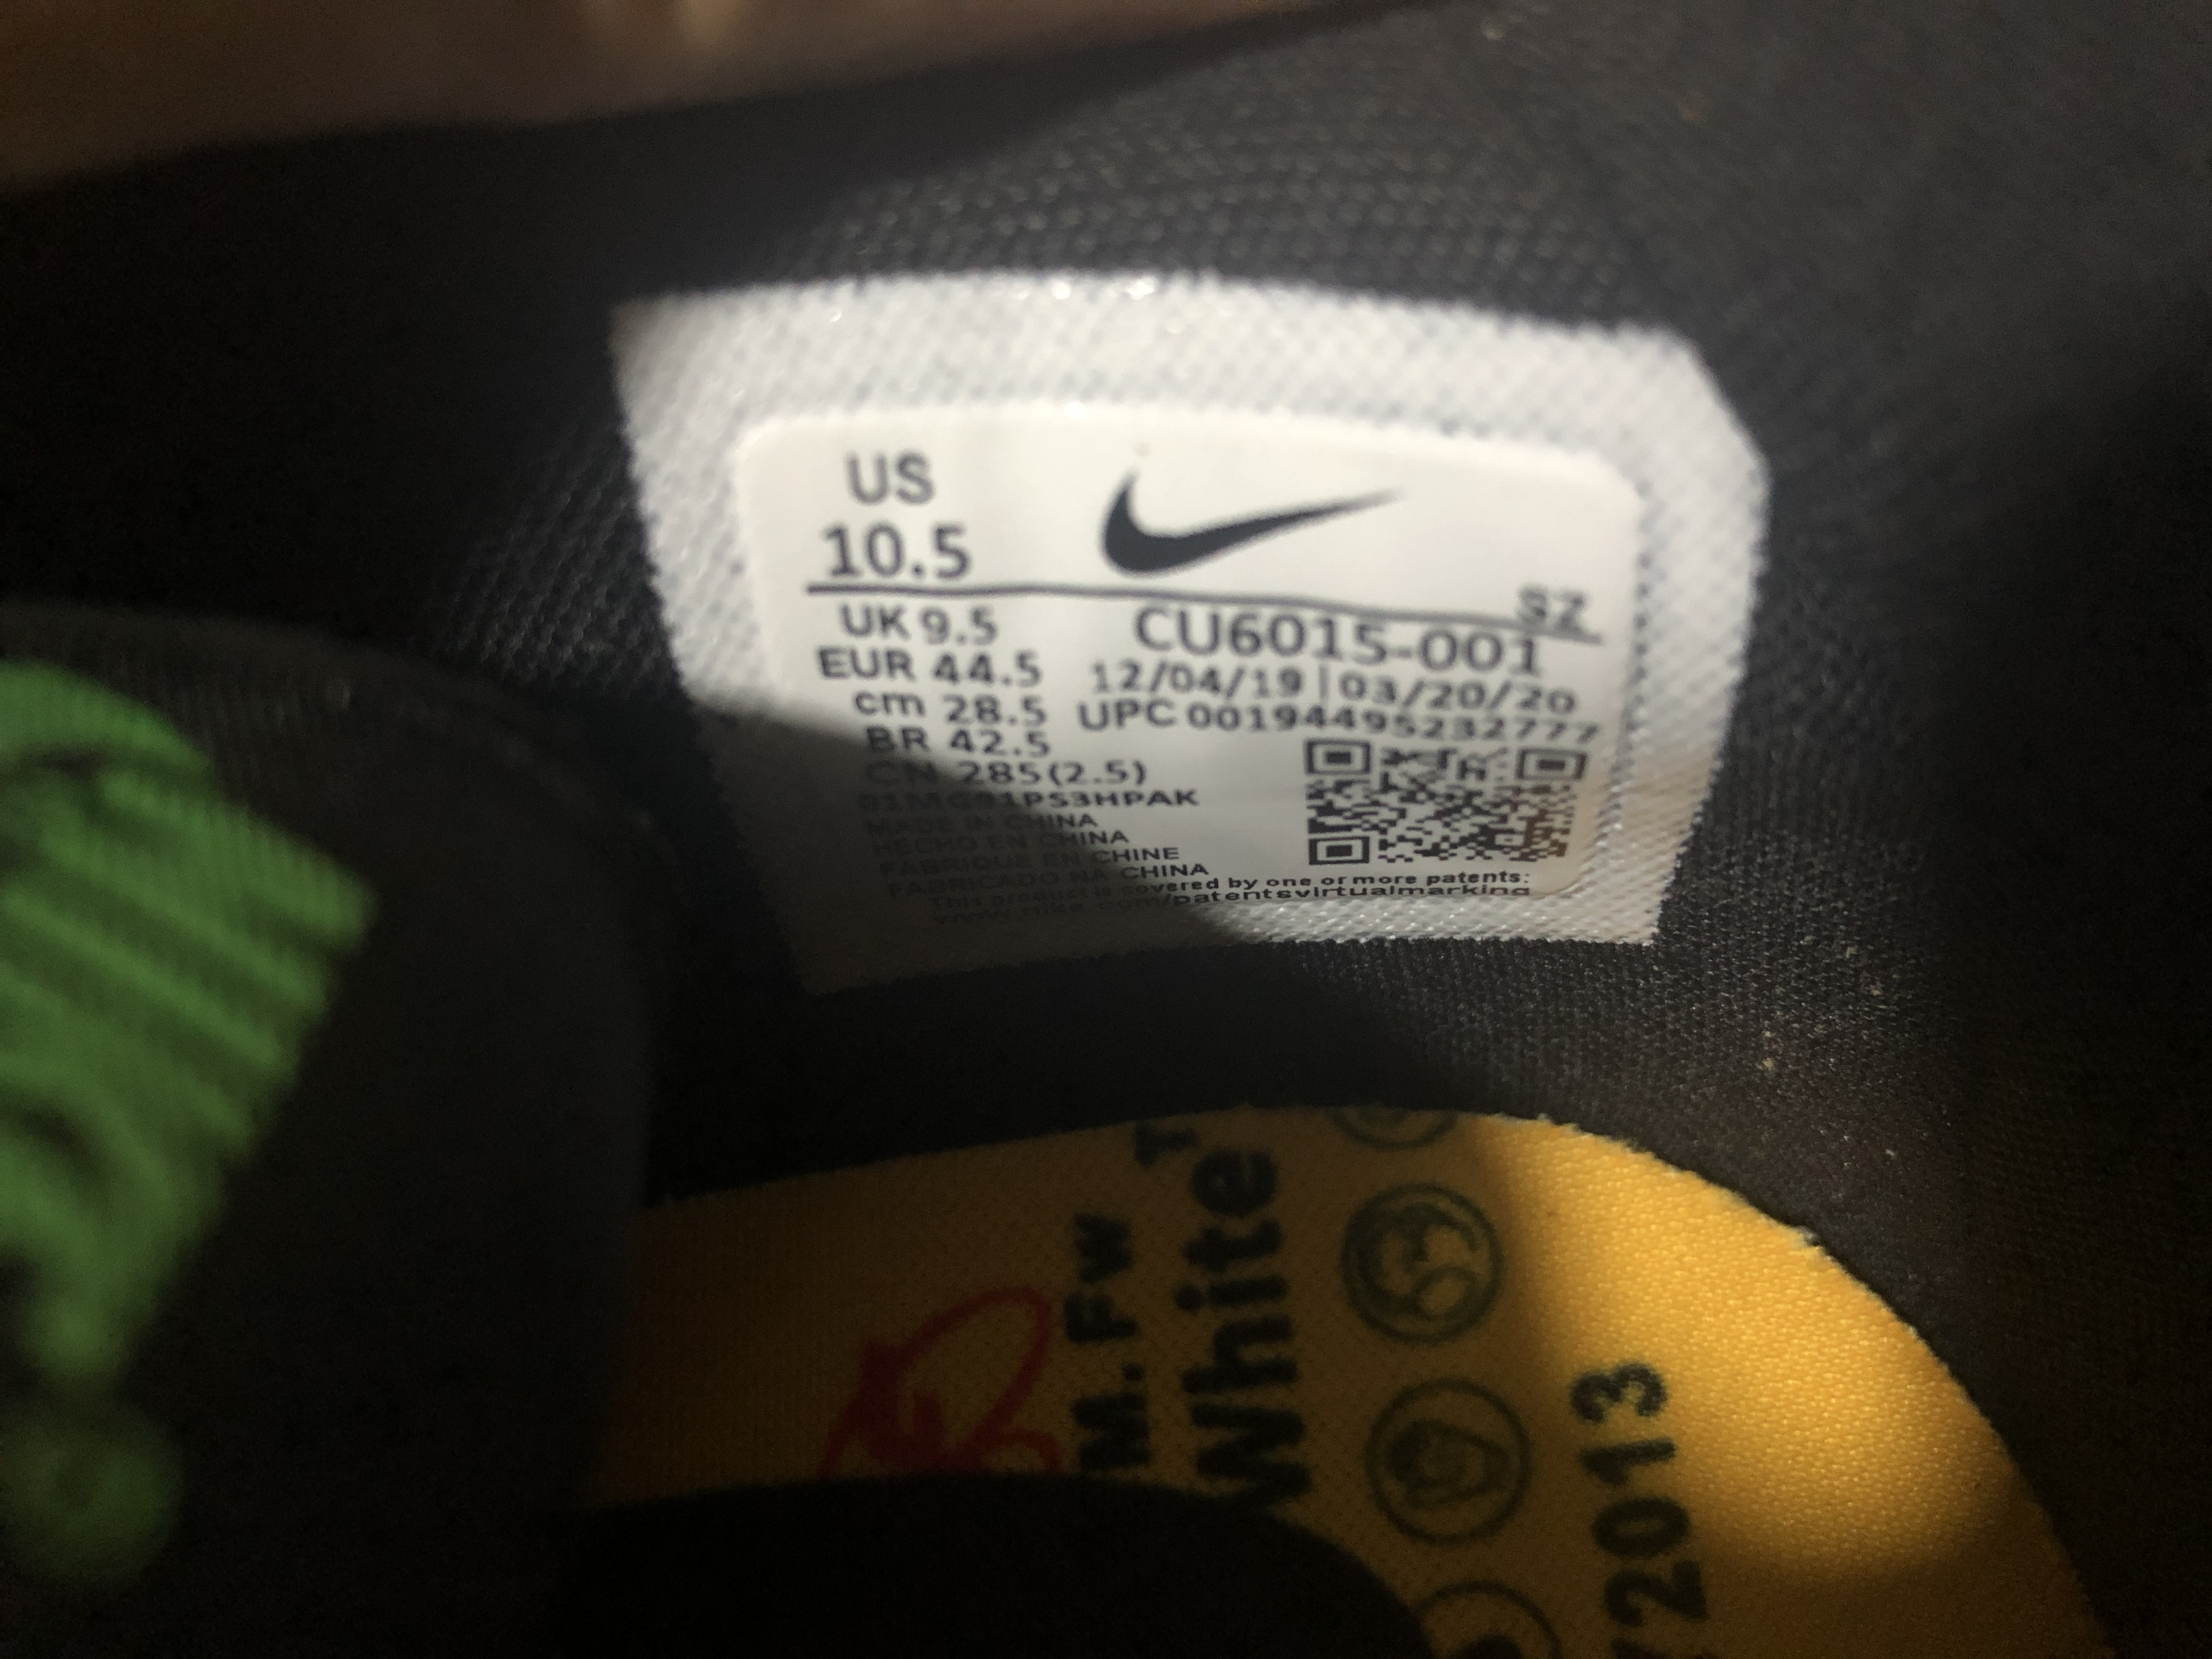 US
10.5
SZ
UK 9.5
CU6015-001
EUR 44.5
12/04/19 | 03/20/20
cm 28.5
UPC 00194495232777
BR 42.5
CN 285(2.5)
MADE IN CHINA
HECHO EN CHINA
FABRIQUE EN CHINE
FABRICADO NA CHINA
This product is covered by one or more patents:
www.nike.com/patentsvirtualmarking
M. Fw
White
2013